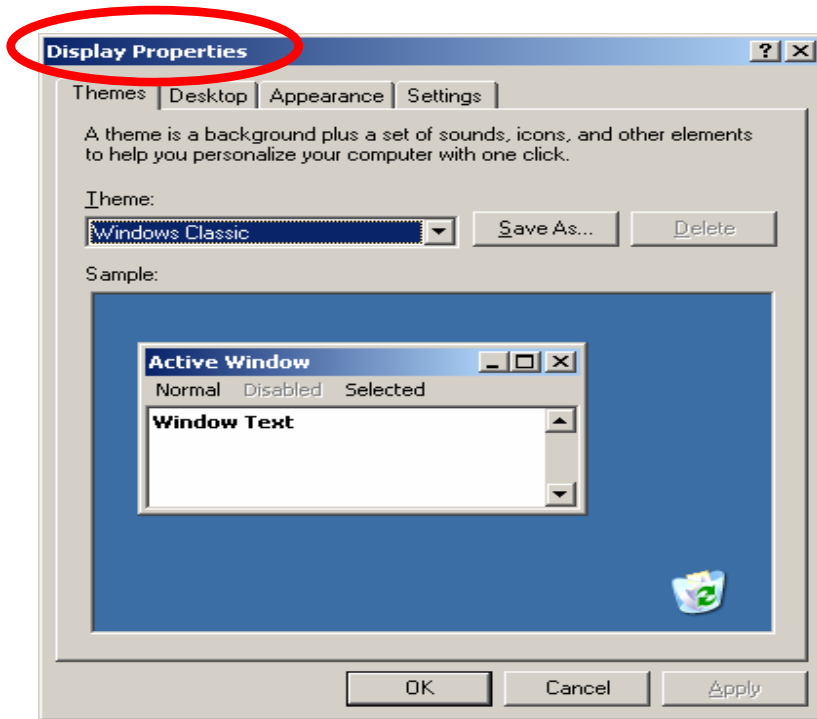 Display Properties
Themes Desktop Appearance Settings
A theme is a background plus a set of sounds, icons, and other elements
to help you personalize your computer with one click.
Theme:
Windows Classic Save As... Delete
Sample:
Active Window
Normal Disabled Selected
Window Text
OK Cancel Apply